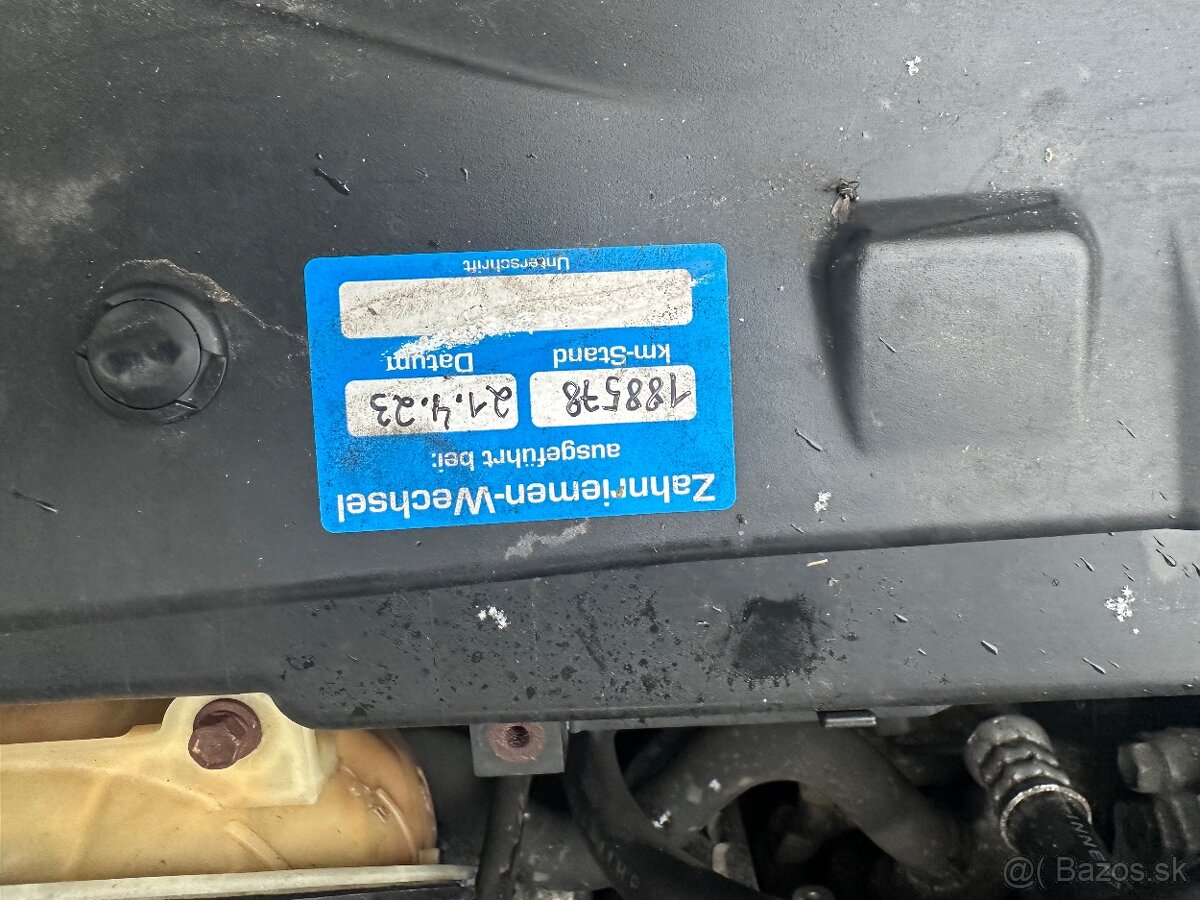 Zahnriemen-Wechsel
ausgeführt bei:
188578 21.4.23
km-Stand Datum
Unterschrift
@( Bazos.sk